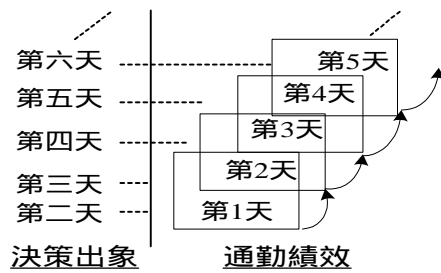 第六天 第5天
第五天 第4天
第四天 第3天
第三天 第2天
第二天 第1天
決策出象 通勤績效